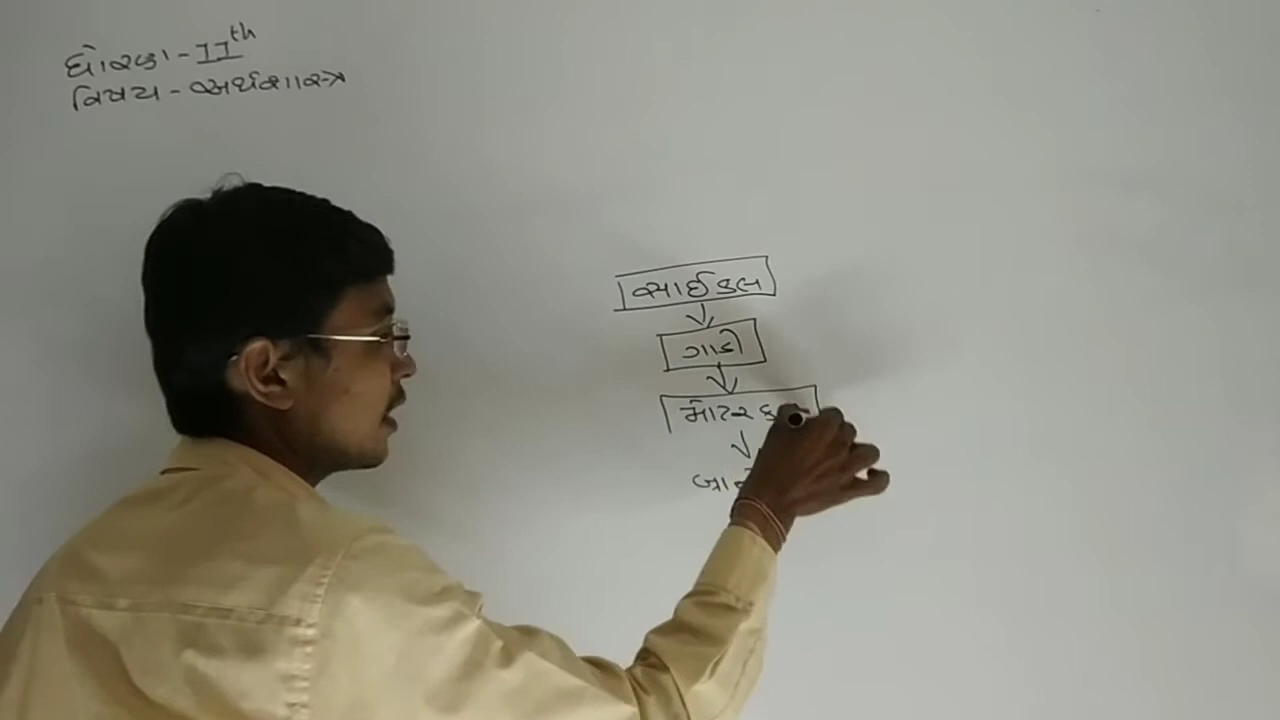 ધોરણ - 11th
વિષય - અર્થશાસ્ત્ર
સાઈકલ
ગાડી
મોટર